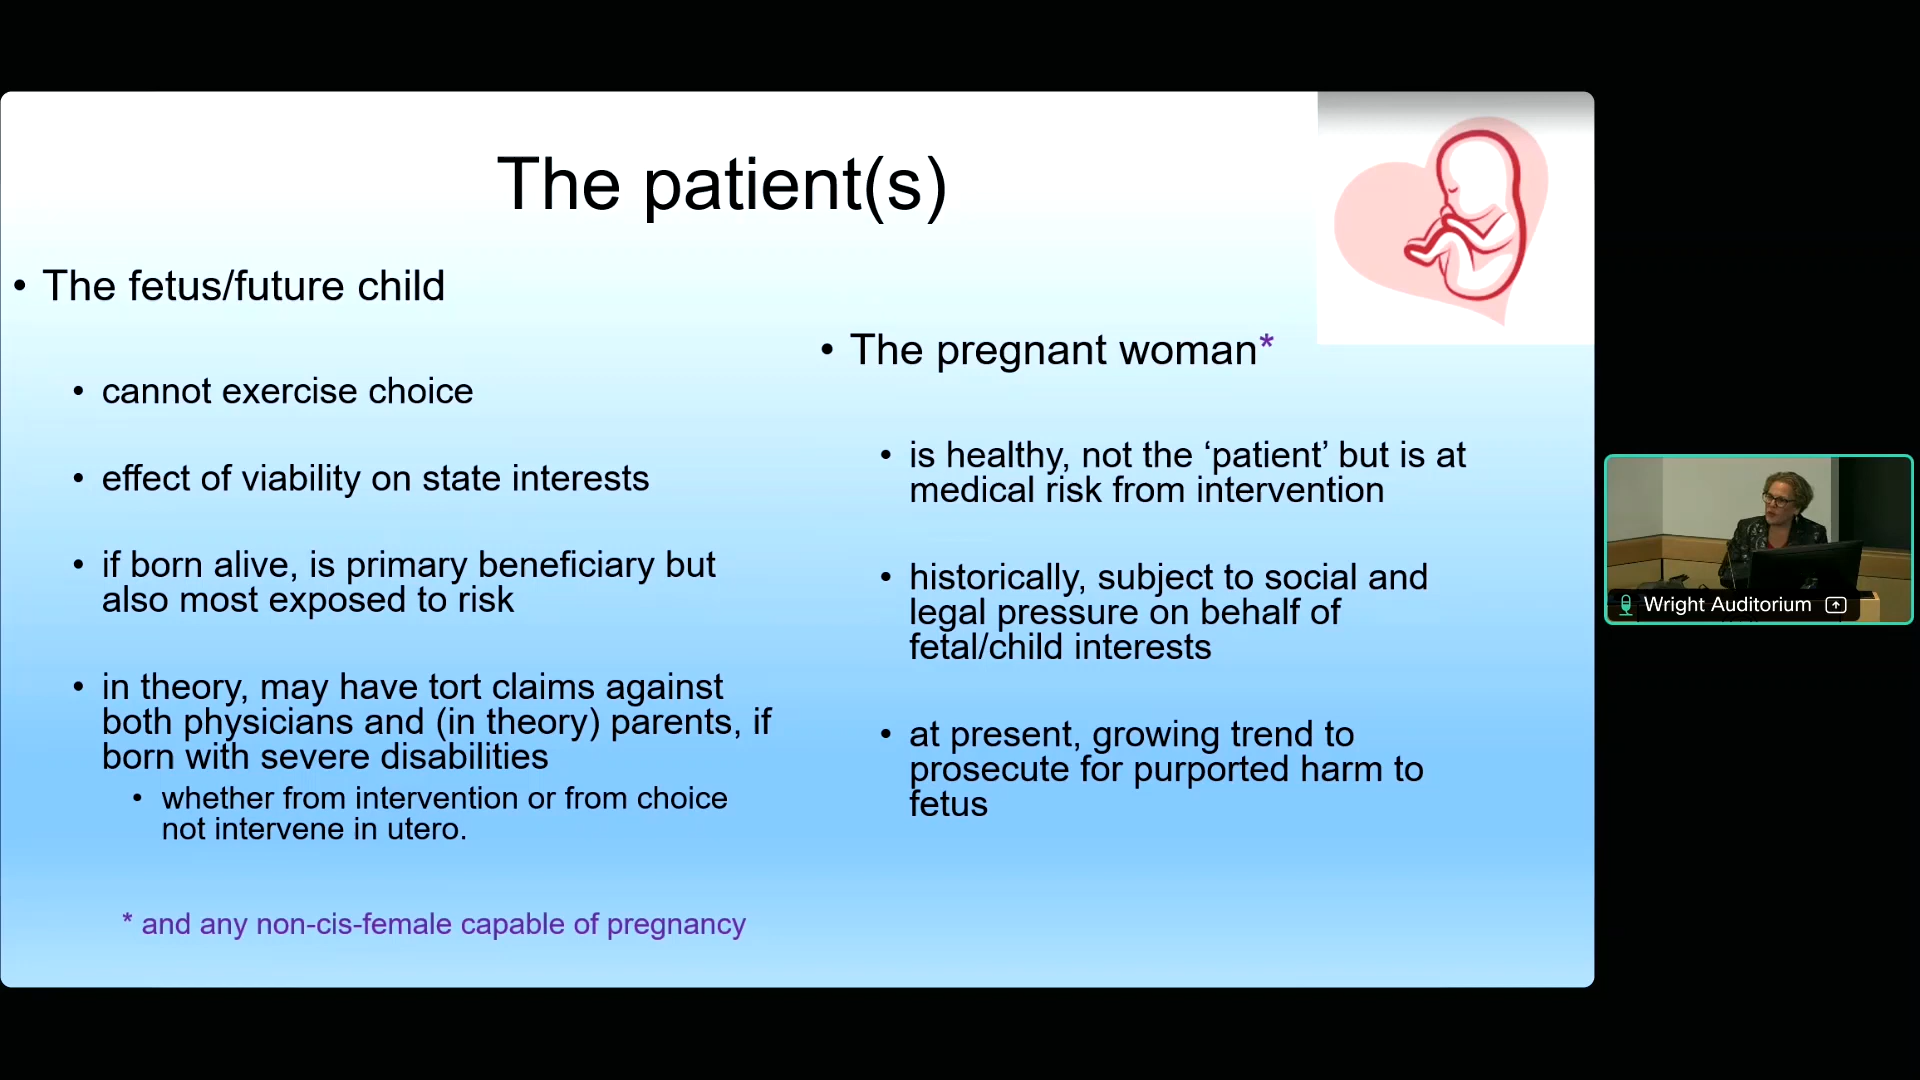 The patient(s)
• The fetus/future child
• cannot exercise choice
• effect of viability on state interests
• if born alive, is primary beneficiary but
also most exposed to risk
• in theory, may have tort claims against
both physicians and (in theory) parents, if
born with severe disabilities
• whether from intervention or from choice
not intervene in utero.
* and any non-cis-female capable of pregnancy
• The pregnant woman*
• is healthy, not the ‘patient’ but is at
medical risk from intervention
• historically, subject to social and
legal pressure on behalf of
fetal/child interests
• at present, growing trend to
prosecute for purported harm to
fetus
Wright Auditorium